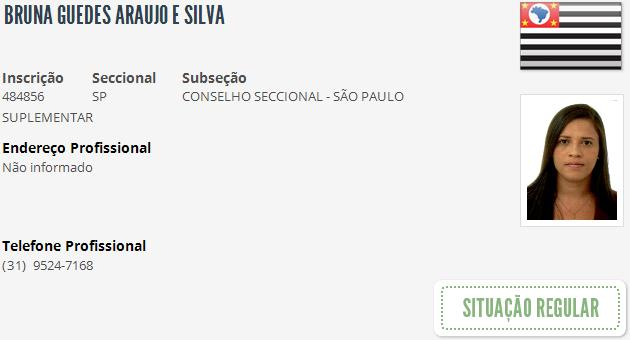 BRUNA GUEDES ARAUJO E SILVA
Inscrição Seccional Subseção
484856 SP CONSELHO SECCIONAL - SÃO PAULO
SUPLEMENTAR
Endereço Profissional
Não informado
Telefone Profissional
(31) 9524-7168
SITUAÇÃO REGULAR